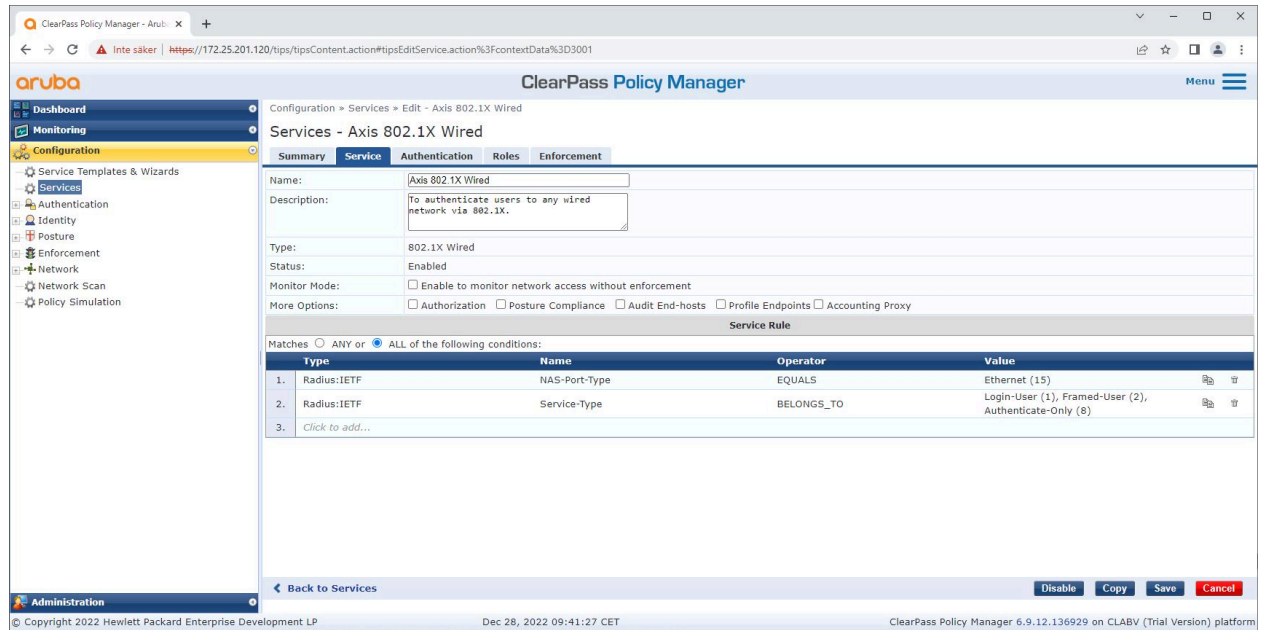 ClearPass Policy Manager - Arub
Inte säker | https://172.25.201.120/tips/tipsContent.action#tipsEditService.action%3FcontextData%3D3001
aruba
ClearPass Policy Manager
Menu
Dashboard
Monitoring
Configuration
Service Templates & Wizards
Services
Authentication
Identity
Posture
Enforcement
Network
Network Scan
Policy Simulation
Administration
Configuration » Services » Edit - Axis 802.1X Wired
Services - Axis 802.1X Wired
Summary Service Authentication Roles Enforcement
Name: Axis 802.1X Wired
Description: To authenticate users to any wired
network via 802.1X.
Type: 802.1X Wired
Status: Enabled
Monitor Mode: Enable to monitor network access without enforcement
More Options: Authorization Posture Compliance Audit End-hosts Profile Endpoints Accounting Proxy
Service Rule
Matches ANY or ALL of the following conditions:
Type Name Operator Value
1. Radius:IETF NAS-Port-Type EQUALS Ethernet (15)
2. Radius:IETF Service-Type BELONGS_TO Login-User (1), Framed-User (2),
Authenticate-Only (8)
3. Click to add...
Back to Services
Disable Copy Save Cancel
© Copyright 2022 Hewlett Packard Enterprise Development LP
Dec 28, 2022 09:41:27 CET
ClearPass Policy Manager 6.9.12.136929 on CLABV (Trial Version) platform